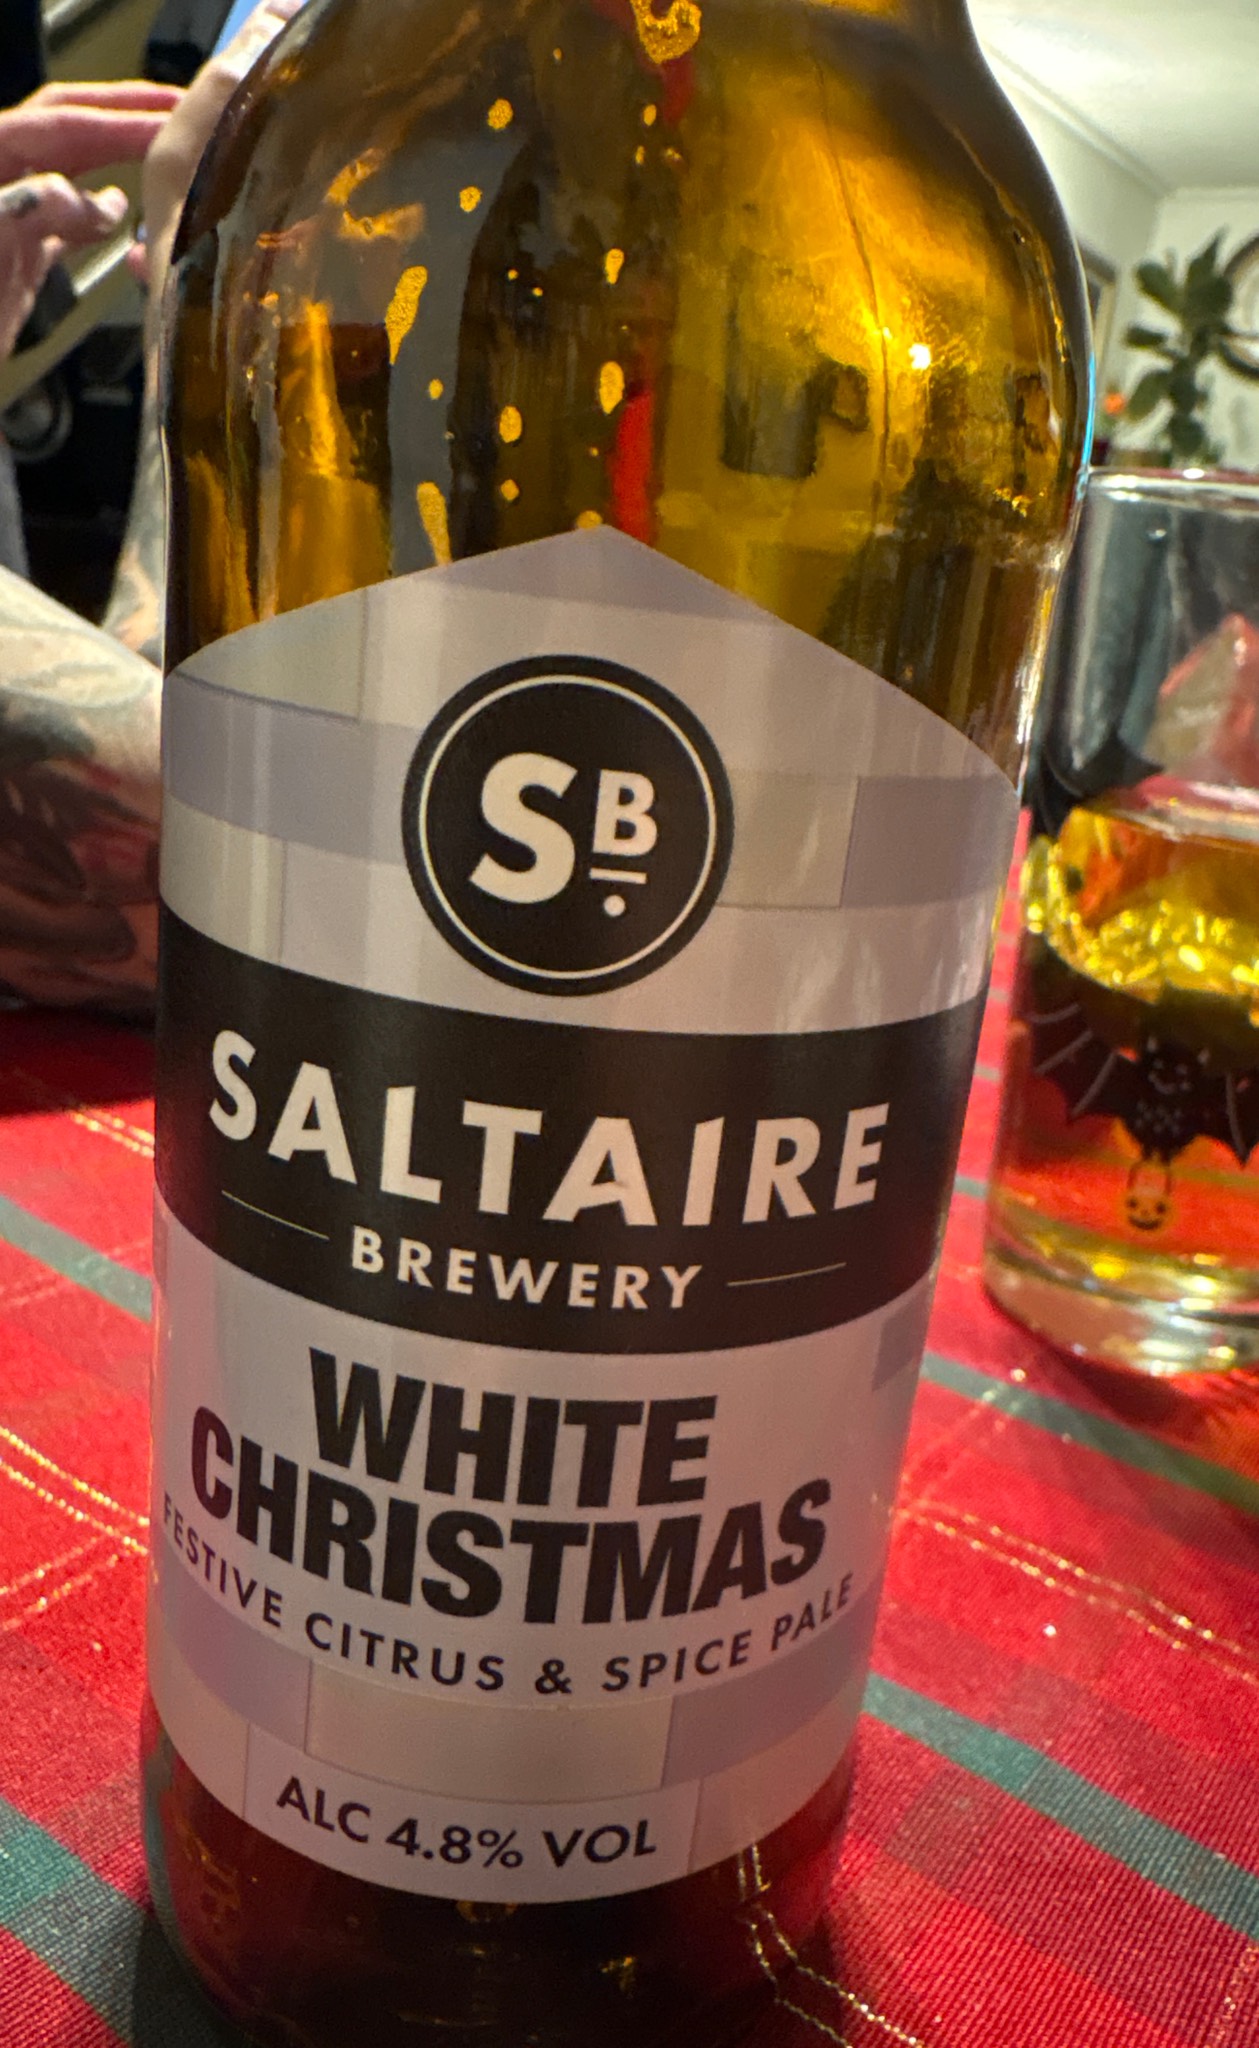 SB
SALTAIRE
BREWERY
WHITE
CHRISTMAS
FESTIVE CITRUS & SPICE PALE
ALC 4.8% VOL